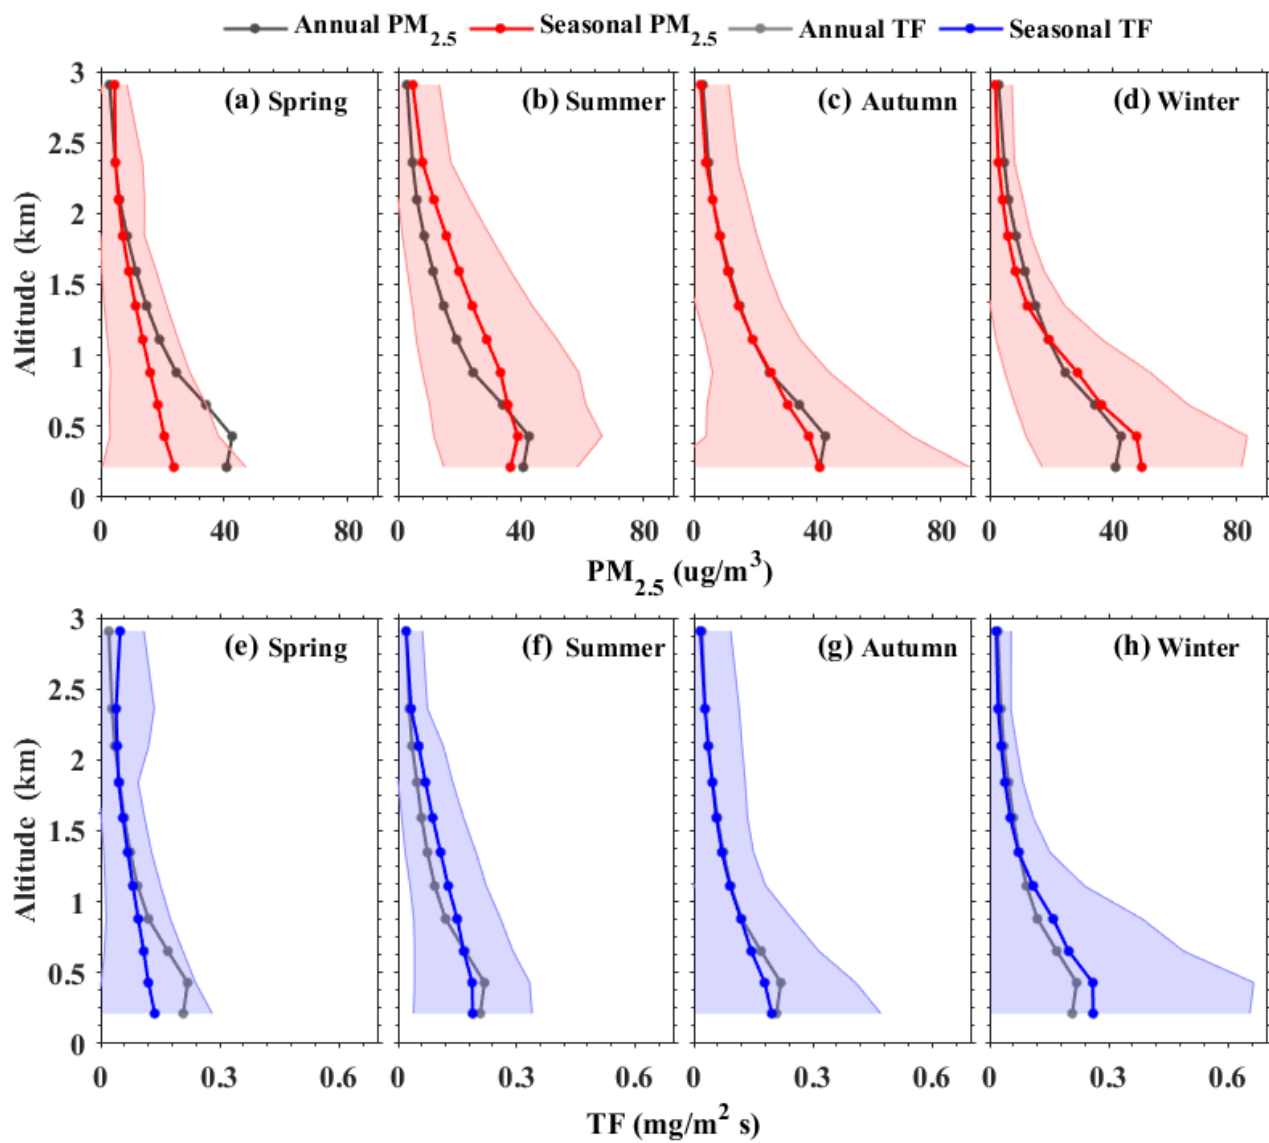 Annual PM2.5 Seasonal PM2.5 Annual TF Seasonal TF
(a) Spring (b) Summer (c) Autumn (d) Winter
3
2.5
2
1.5
1
0.5
0
Altitude (km)
0 40 80 0 40 80 0 40 80 0 40 80
PM2.5 (ug/m3)
(e) Spring (f) Summer (g) Autumn (h) Winter
3
2.5
2
1.5
1
0.5
0
Altitude (km)
0 0.3 0.6 0 0.3 0.6 0 0.3 0.6 0 0.3 0.6
TF (mg/m2 s)